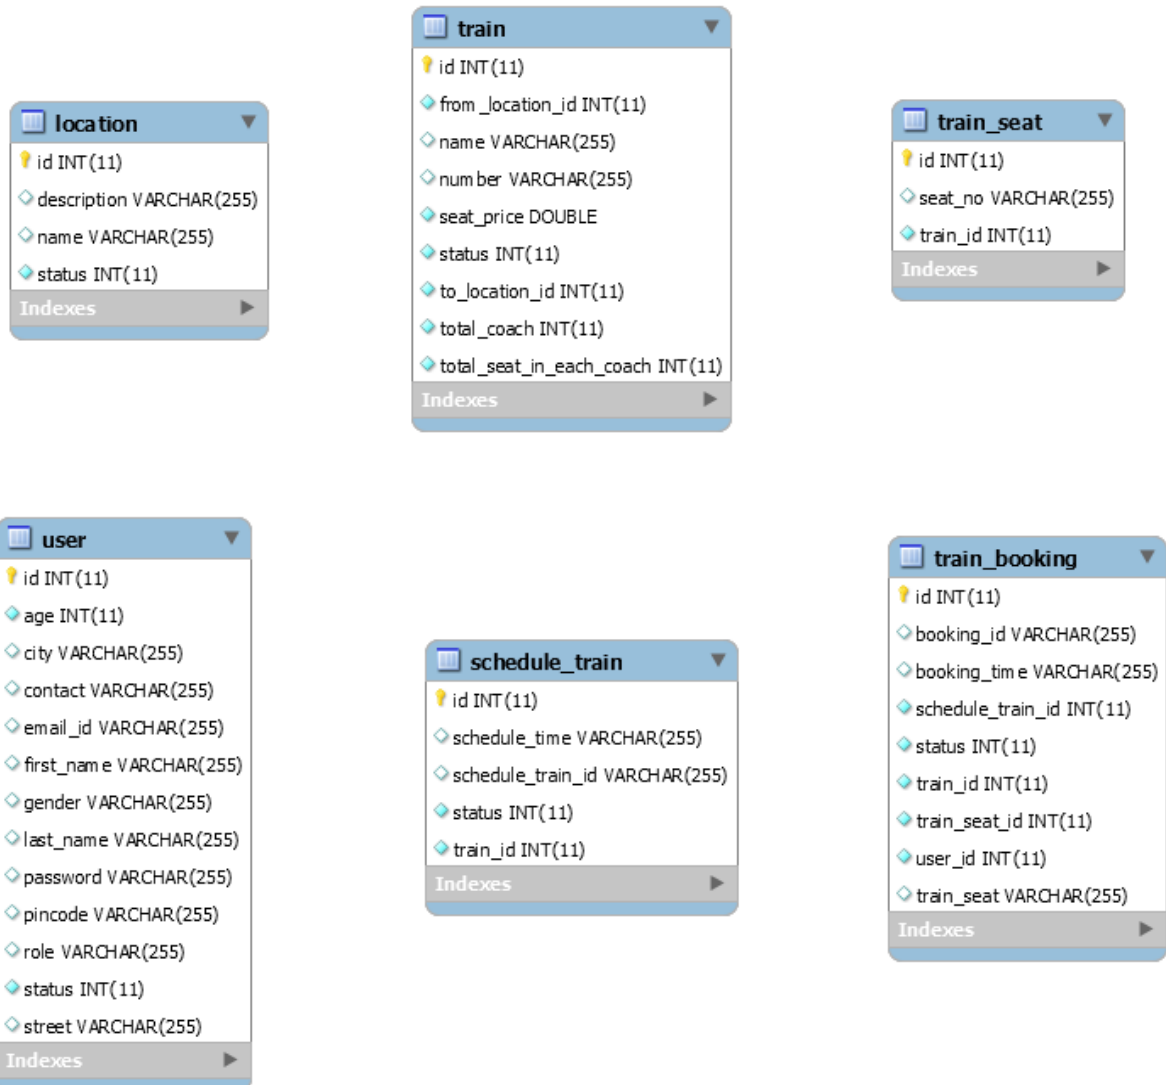 train
id INT(11)
from_location_id INT(11)
name VARCHAR(255)
number VARCHAR(255)
seat_price DOUBLE
status INT(11)
to_location_id INT(11)
total_coach INT(11)
total_seat_in_each_coach INT(11)
Indexes
location
id INT(11)
description VARCHAR(255)
name VARCHAR(255)
status INT(11)
Indexes
train_seat
id INT(11)
seat_no VARCHAR(255)
train_id INT(11)
Indexes
user
id INT(11)
age INT(11)
city VARCHAR(255)
contact VARCHAR(255)
email_id VARCHAR(255)
first_name VARCHAR(255)
gender VARCHAR(255)
last_name VARCHAR(255)
password VARCHAR(255)
pincode VARCHAR(255)
role VARCHAR(255)
status INT(11)
street VARCHAR(255)
Indexes
schedule_train
id INT(11)
schedule_time VARCHAR(255)
schedule_train_id VARCHAR(255)
status INT(11)
train_id INT(11)
Indexes
train_booking
id INT(11)
booking_id VARCHAR(255)
booking_time VARCHAR(255)
schedule_train_id INT(11)
status INT(11)
train_id INT(11)
train_seat_id INT(11)
user_id INT(11)
train_seat VARCHAR(255)
Indexes